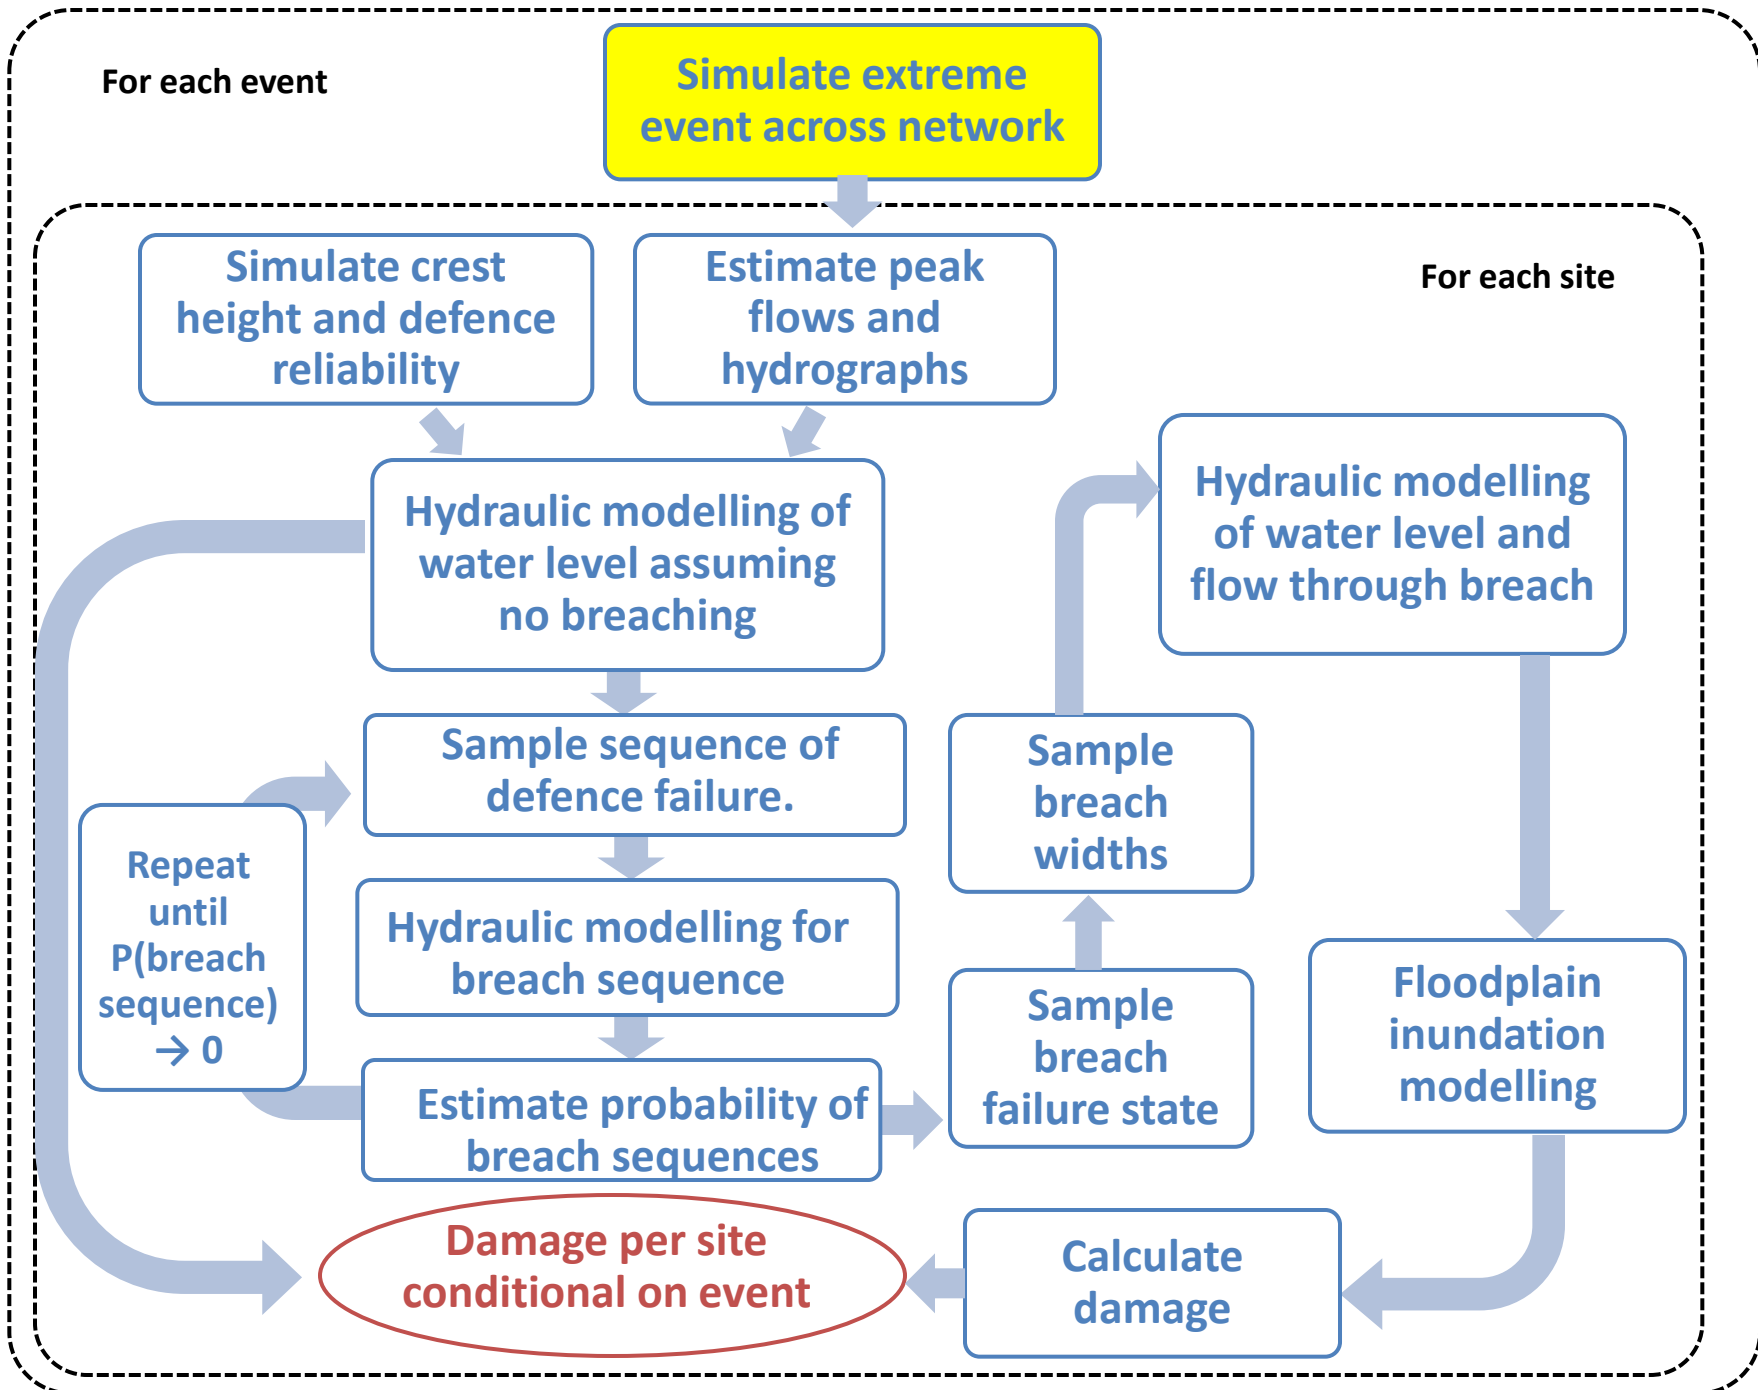 For each event
Simulate extreme
event across network
For each site
Simulate crest
height and defence
reliability
Estimate peak
flows and
hydrographs
Hydraulic modelling of
water level assuming
no breaching
Hydraulic modelling
of water level and
flow through breach
Sample sequence of
defence failure.
Sample
breach
widths
Repeat
until
P(breach
sequence)
→ 0
Hydraulic modelling for
breach sequence
Sample
breach
failure state
Floodplain
inundation
modelling
Estimate probability of
breach sequences
Damage per site
conditional on event
Calculate
damage